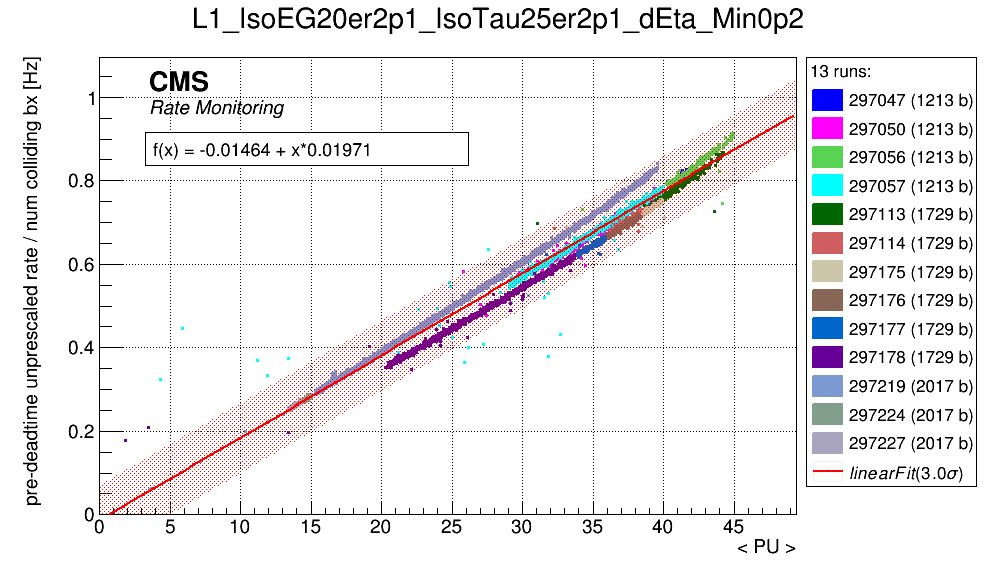 L1_IsoEG20er2p1_IsoTau25er2p1_dEta_Min0p2
pre-deadtime unprescaled rate / num colliding bx [Hz]
CMS
Rate Monitoring
f(x) = -0.01464 + x*0.01971
1
0.8
0.6
0.4
0.2
0
0 5 10 15 20 25 30 35 40 45
< PU >
13 runs:
297047 (1213 b)
297050 (1213 b)
297056 (1213 b)
297057 (1213 b)
297113 (1729 b)
297114 (1729 b)
297175 (1729 b)
297176 (1729 b)
297177 (1729 b)
297178 (1729 b)
297219 (2017 b)
297224 (2017 b)
297227 (2017 b)
linearFit(3.0σ)